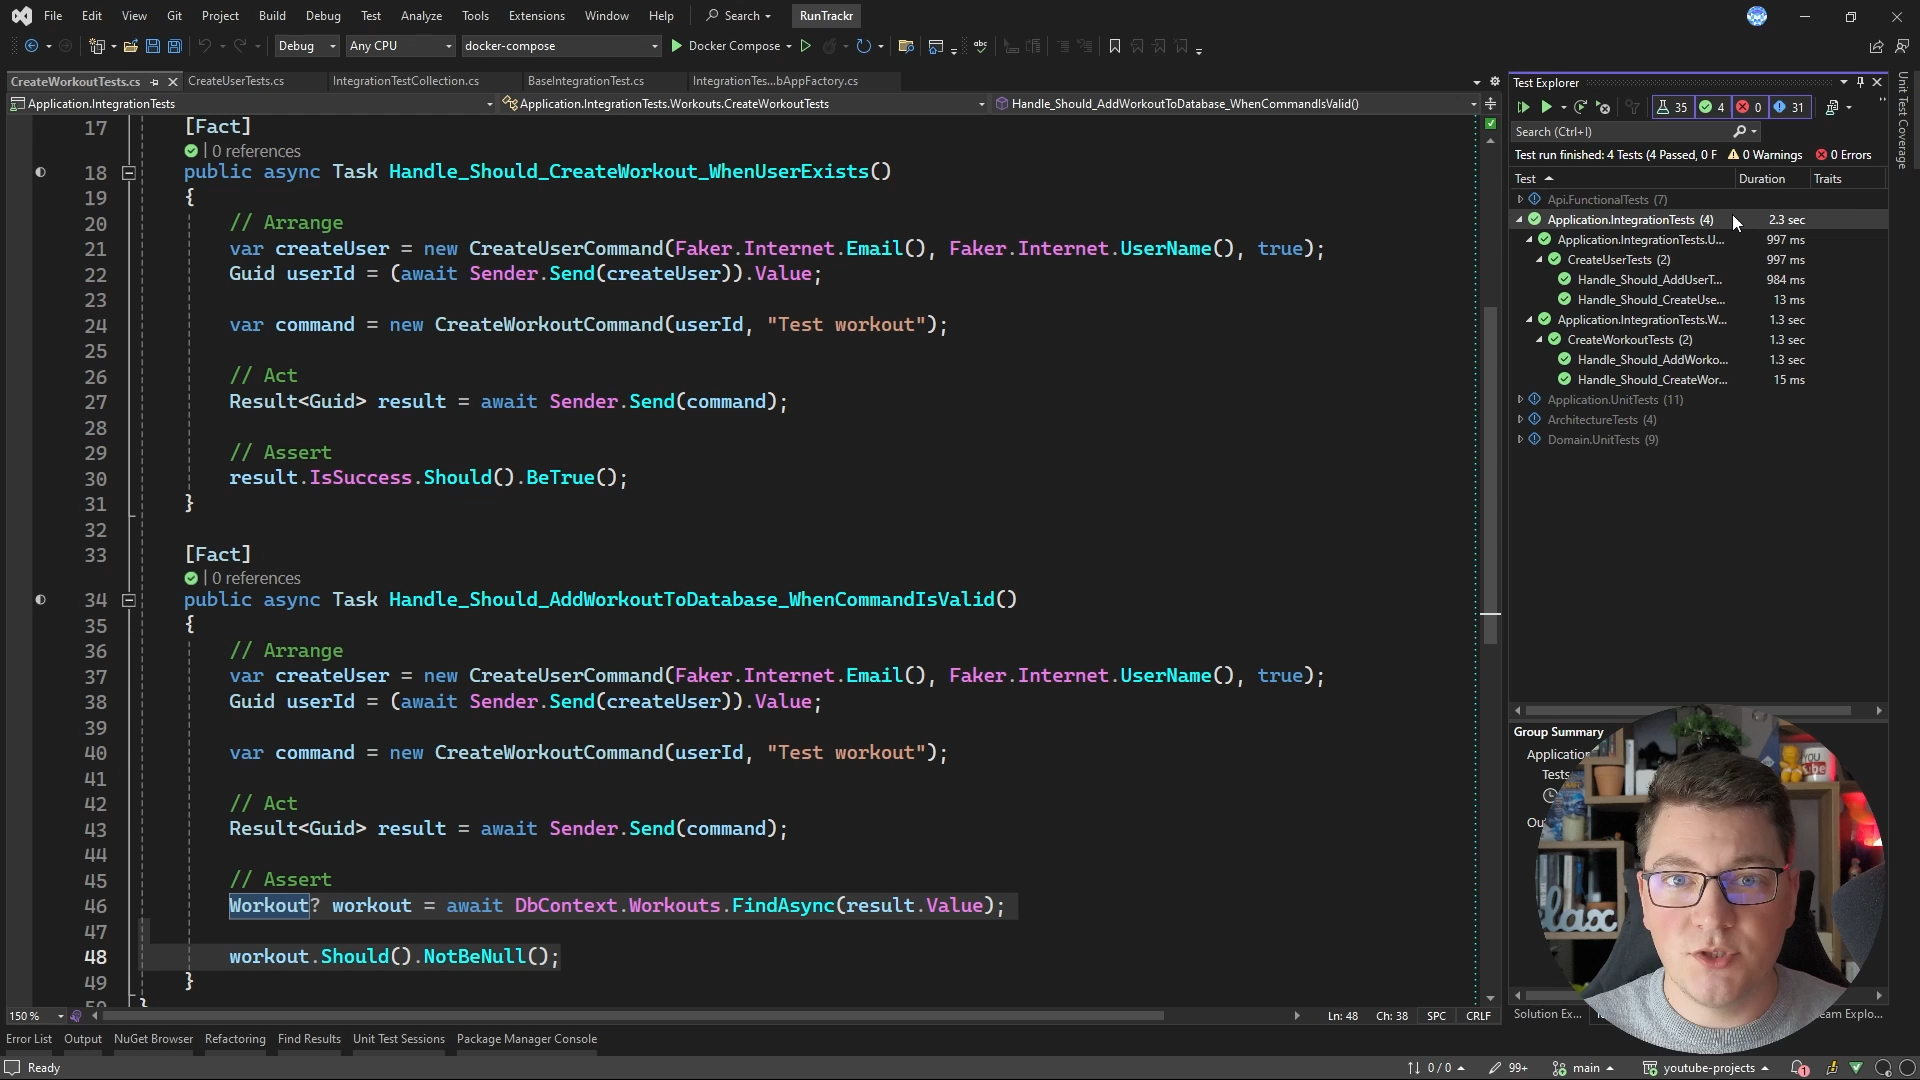 File Edit View Git Project Build Debug Test Analyze Tools Extensions Window Help Search RunTrackr
Debug Any CPU docker-compose Docker Compose
CreateWorkoutTests.cs CreateUserTests.cs IntegrationTestCollection.cs BaseIntegrationTest.cs IntegrationTes...bAppFactory.cs
Application.IntegrationTests Application.IntegrationTests.Workouts.CreateWorkoutTests Handle_Should_AddWorkoutToDatabase_WhenCommandIsValid()
17 [Fact]
0 references
18 public async Task Handle_Should_CreateWorkout_WhenUserExists()
19 {
20 // Arrange
21 var createUser = new CreateUserCommand(Faker.Internet.Email(), Faker.Internet.UserName(), true);
22 Guid userId = (await Sender.Send(createUser)).Value;
23
24 var command = new CreateWorkoutCommand(userId, "Test workout");
25
26 // Act
27 Result<Guid> result = await Sender.Send(command);
28
29 // Assert
30 result.IsSuccess.Should().BeTrue();
31 }
32
33 [Fact]
0 references
34 public async Task Handle_Should_AddWorkoutToDatabase_WhenCommandIsValid()
35 {
36 // Arrange
37 var createUser = new CreateUserCommand(Faker.Internet.Email(), Faker.Internet.UserName(), true);
38 Guid userId = (await Sender.Send(createUser)).Value;
39
40 var command = new CreateWorkoutCommand(userId, "Test workout");
41
42 // Act
43 Result<Guid> result = await Sender.Send(command);
44
45 // Assert
46 Workout? workout = await DbContext.Workouts.FindAsync(result.Value);
47
48 workout.Should().NotBeNull();
49 }
50 }
150 % Ln: 48 Ch: 38 SPC CRLF
Error List Output NuGet Browser Refactoring Find Results Unit Test Sessions Package Manager Console
Ready 0 / 0 99+ main youtube-projects 1
Test Explorer
35 4 0 31
Search (Ctrl+I)
Test run finished: 4 Tests (4 Passed, 0 F 0 Warnings 0 Errors
Test Duration Traits
Api.FunctionalTests (7)
Application.IntegrationTests (4) 2.3 sec
Application.IntegrationTests.U... 997 ms
CreateUserTests (2) 997 ms
Handle_Should_AddUserT... 984 ms
Handle_Should_CreateUse... 13 ms
Application.IntegrationTests.W... 1.3 sec
CreateWorkoutTests (2) 1.3 sec
Handle_Should_AddWorko... 1.3 sec
Handle_Should_CreateWor... 15 ms
Application.UnitTests (11)
ArchitectureTests (4)
Domain.UnitTests (9)
Group Summary
Application
Tests
Ou
YOU
Solution Ex... eam Explo...
Unit Test Coverage